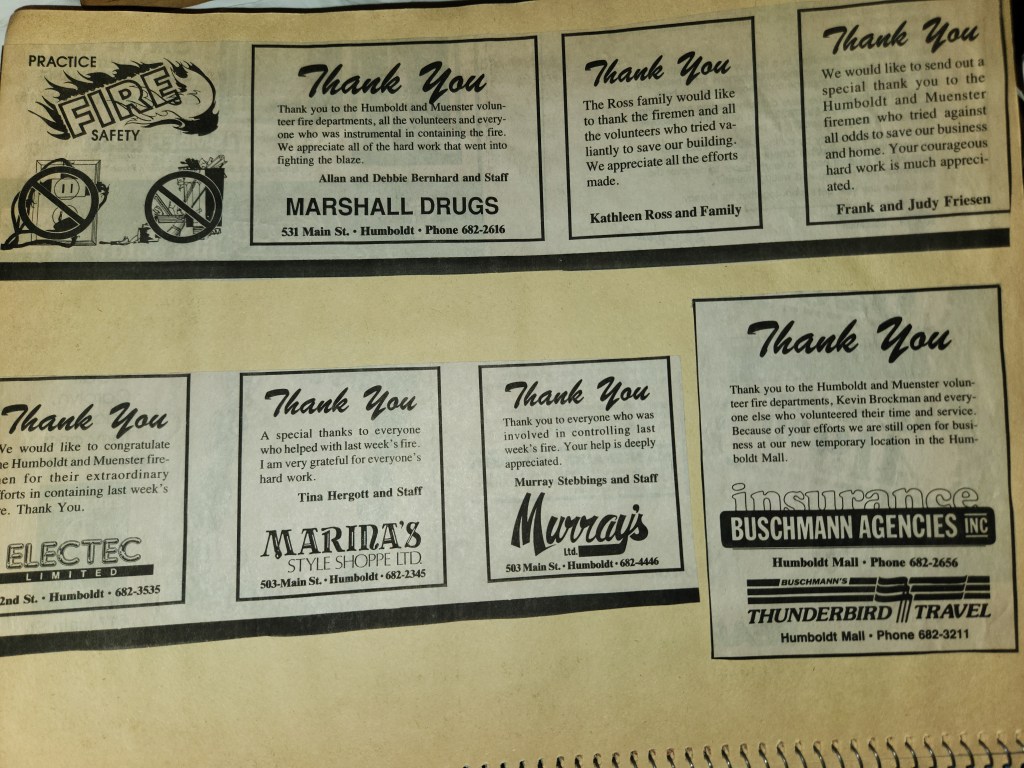 PRACTICE
FIRE
SAFETY
Thank You
Thank you to the Humboldt and Muenster volun-
teer fire departments, all the volunteers and every-
one who was instrumental in containing the fire.
We appreciate all of the hard work that went into
fighting the blaze.
Allan and Debbie Bernhard and Staff
MARSHALL DRUGS
531 Main St. • Humboldt • Phone 682-2616
Thank You
The Ross family would like
to thank the firemen and all
the volunteers who tried va-
liantly to save our building.
We appreciate all the efforts
made.
Kathleen Ross and Family
Thank You
We would like to send out a
special thank you to the
Humboldt and Muenster
firemen who tried against
all odds to save our business
and home. Your courageous
hard work is much appreci-
ated.
Frank and Judy Friesen
Thank You
We would like to congratulate
he Humboldt and Muenster fire-
en for their extraordinary
fforts in containing last week's
re. Thank You.
ELECTEC
LIMITED
2nd St. • Humboldt • 682-3535
Thank You
A special thanks to everyone
who helped with last week's fire.
I am very grateful for everyone's
hard work.
Tina Hergott and Staff
MARINA'S
STYLE SHOPPE LTD.
503-Main St. • Humboldt • 682-2345
Thank You
Thank you to everyone who was
involved in controlling last
week's fire. Your help is deeply
appreciated.
Murray Stebbings and Staff
Murray's
Ltd.
503 Main St. • Humboldt • 682-4446
Thank You
Thank you to the Humboldt and Muenster volun-
teer fire departments, Kevin Brockman and every-
one else who volunteered their time and service.
Because of your efforts we are still open for busi-
ness at our new temporary location in the Hum-
boldt Mall.
insurance
BUSCHMANN AGENCIES INC
Humboldt Mall • Phone 682-2656
BUSCHMANN'S
THUNDERBIRD TRAVEL
Humboldt Mall • Phone 682-3211